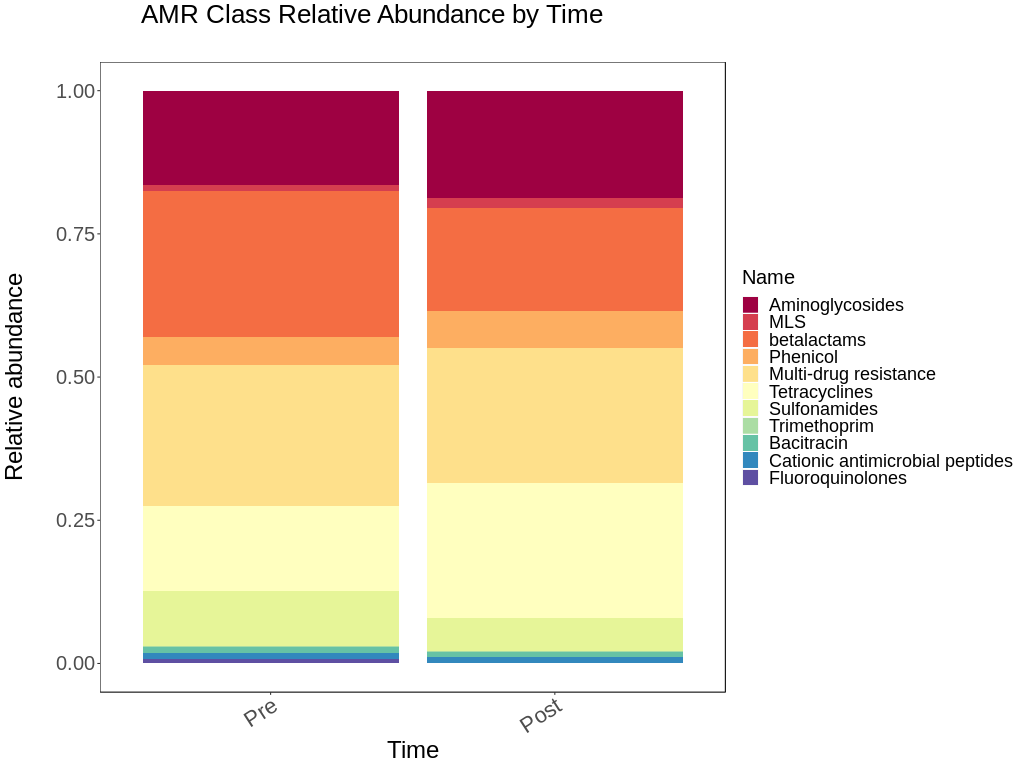 AMR Class Relative Abundance by Time
Relative abundance
1.00
0.75
0.50
0.25
0.00
Pre
Post
Time
Name
Aminoglycosides
MLS
betalactams
Phenicol
Multi-drug resistance
Tetracyclines
Sulfonamides
Trimethoprim
Bacitracin
Cationic antimicrobial peptides
Fluoroquinolones